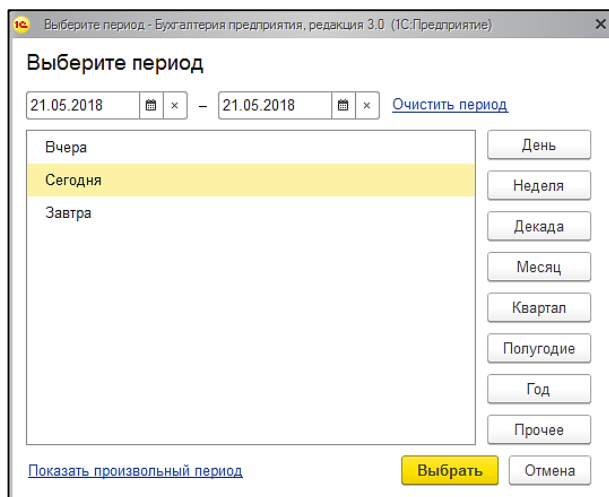 1С Выберите период - Бухгалтерия предприятия, редакция 3.0 (1С:Предприятие)
Выберите период
21.05.2018 – 21.05.2018 Очистить период
Вчера
Сегодня
Завтра
День
Неделя
Декада
Месяц
Квартал
Полугодие
Год
Прочее
Показать произвольный период Выбрать Отмена